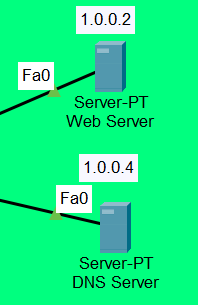 1.0.0.2
Fa0
Server-PT
Web Server
1.0.0.4
Fa0
Server-PT
DNS Server